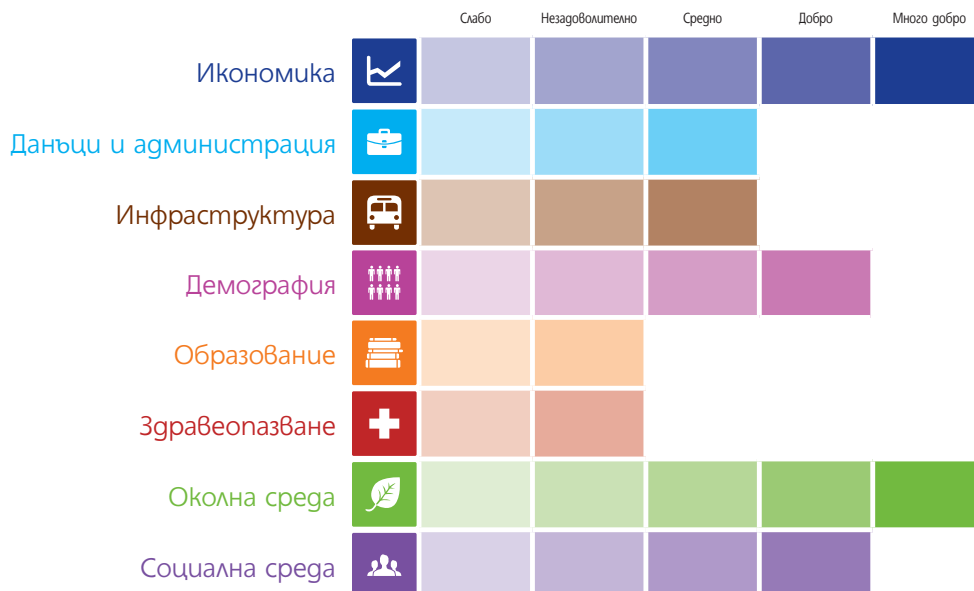 Слабо Незадоволително Средно Добро Много добро
Икономика
Данъци и администрация
Инфраструктура
Демография
Образование
Здравеопазване
Околна среда
Социална среда